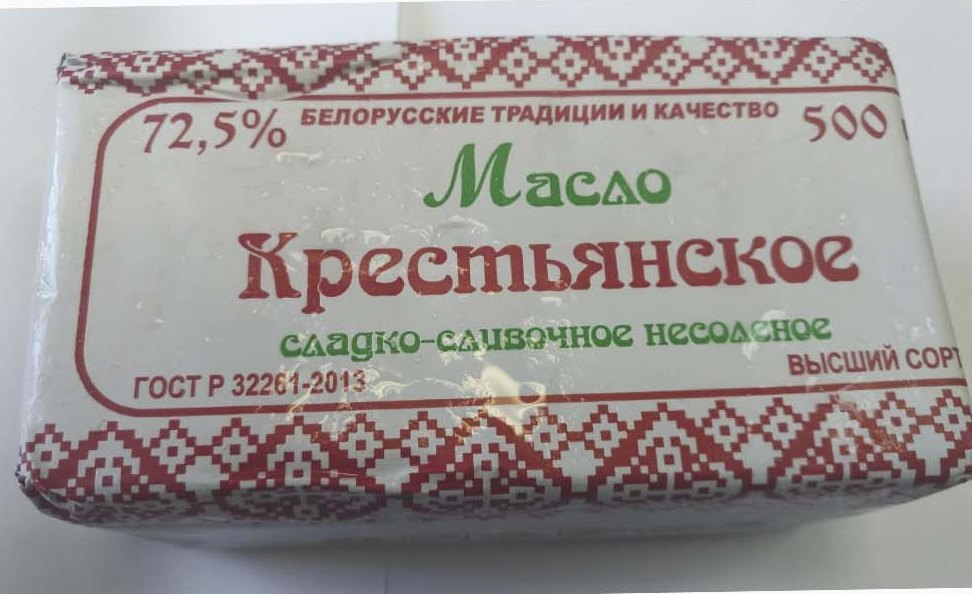 72,5% БЕЛОРУССКИЕ ТРАДИЦИИ И КАЧЕСТВО 500
Масло
Крестьянское
сладко-сливочное несоленое
ГОСТ Р 32261-2013
ВЫСШИЙ СОРТ